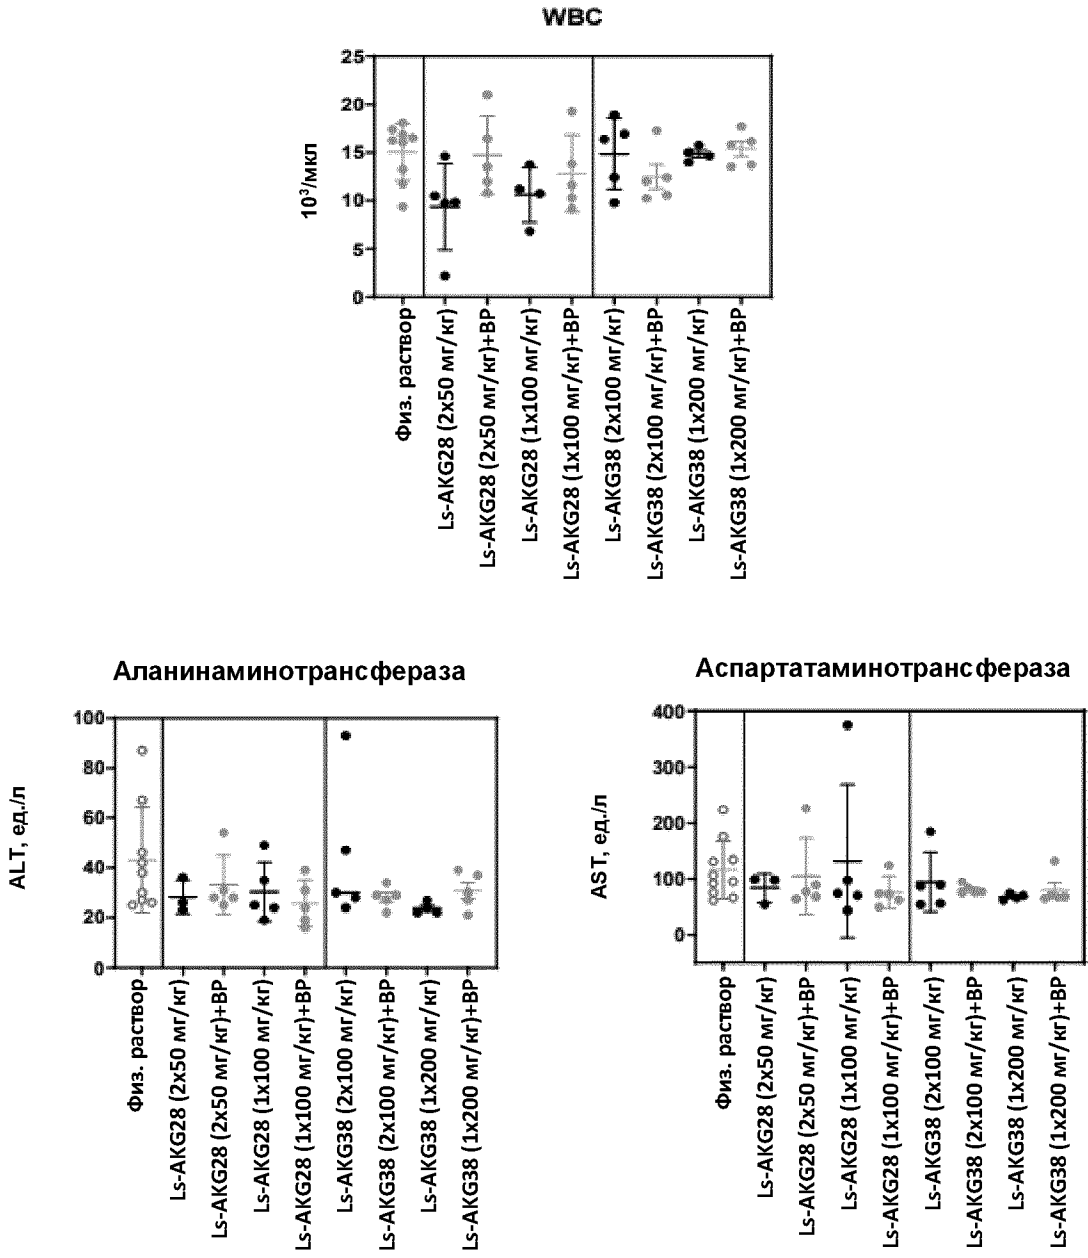 WBC
25
20
15
10
5
0
10³/мкл
Физ. раствор
Ls-AKG28 (2x50 мг/кг)
Ls-AKG28 (2x50 мг/кг)+BP
Ls-AKG28 (1x100 мг/кг)
Ls-AKG28 (1x100 мг/кг)+BP
Ls-AKG38 (2x100 мг/кг)
Ls-AKG38 (2x100 мг/кг)+BP
Ls-AKG38 (1x200 мг/кг)
Ls-AKG38 (1x200 мг/кг)+BP
Аланинаминотрансфераза
100
80
60
40
20
0
ALT, ед./л
Физ. раствор
Ls-AKG28 (2x50 мг/кг)
Ls-AKG28 (2x50 мг/кг)+BP
Ls-AKG28 (1x100 мг/кг)
Ls-AKG28 (1x100 мг/кг)+BP
Ls-AKG38 (2x100 мг/кг)
Ls-AKG38 (2x100 мг/кг)+BP
Ls-AKG38 (1x200 мг/кг)
Ls-AKG38 (1x200 мг/кг)+BP
Аспартатаминотрансфераза
400
300
200
100
0
AST, ед./л
Физ. раствор
Ls-AKG28 (2x50 мг/кг)
Ls-AKG28 (2x50 мг/кг)+BP
Ls-AKG28 (1x100 мг/кг)
Ls-AKG28 (1x100 мг/кг)+BP
Ls-AKG38 (2x100 мг/кг)
Ls-AKG38 (2x100 мг/кг)+BP
Ls-AKG38 (1x200 мг/кг)
Ls-AKG38 (1x200 мг/кг)+BP